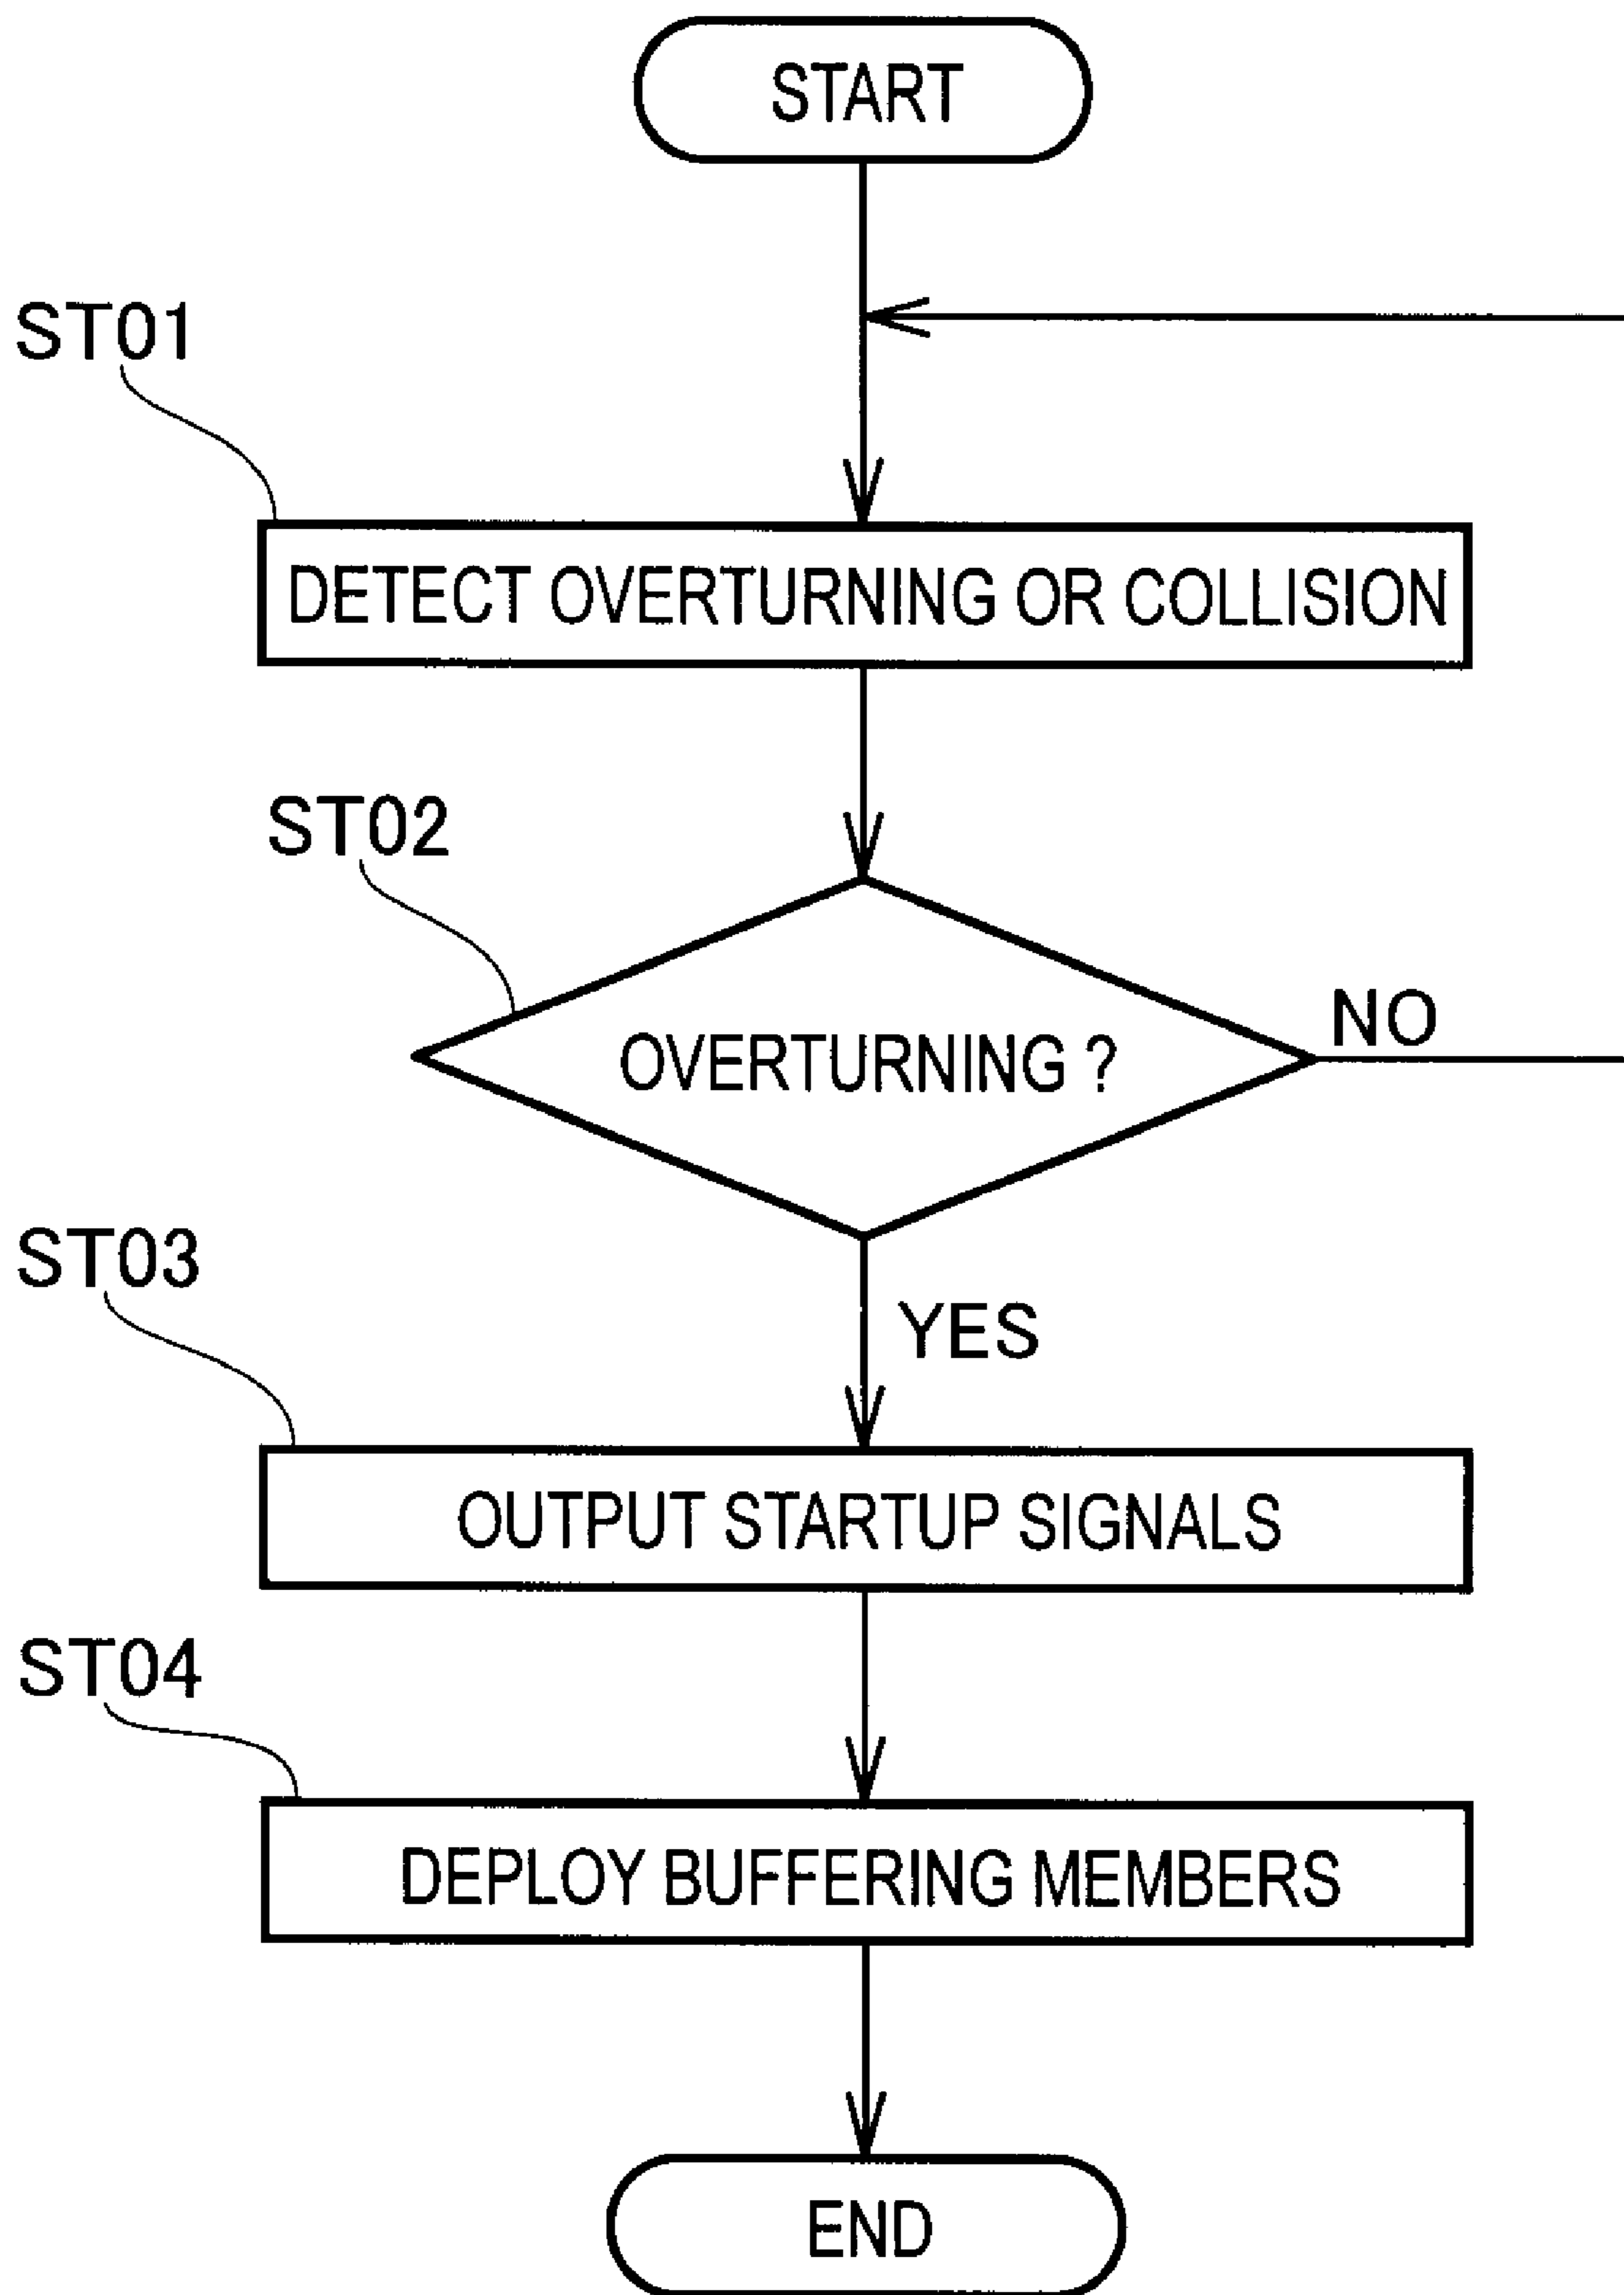 START
ST01
DETECT OVERTURNING OR COLLISION
ST02
OVERTURNING ?
NO
YES
ST03
OUTPUT STARTUP SIGNALS
ST04
DEPLOY BUFFERING MEMBERS
END